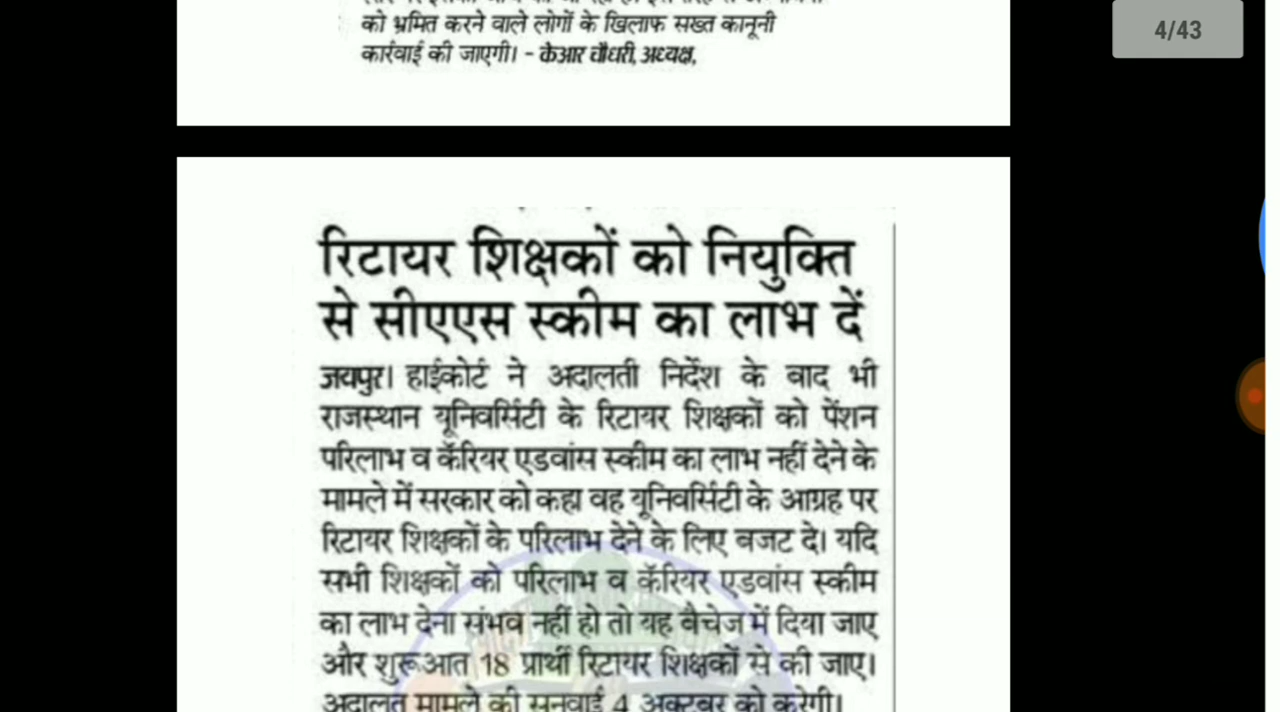 को भ्रमित करने वाले लोगों के खिलाफ सख्त कानूनी
कार्रवाई की जाएगी। - केआर चौधरी, अध्यक्ष,
4/43
रिटायर शिक्षकों को नियुक्ति
से सीएएस स्कीम का लाभ दें
जयपुर। हाईकोर्ट ने अदालती निर्देश के बाद भी
राजस्थान यूनिवर्सिटी के रिटायर शिक्षकों को पेंशन
परिलाभ व कॅरियर एडवांस स्कीम का लाभ नहीं देने के
मामले में सरकार को कहा वह यूनिवर्सिटी के आग्रह पर
रिटायर शिक्षकों के परिलाभ देने के लिए बजट दे। यदि
सभी शिक्षकों को परिलाभ व कॅरियर एडवांस स्कीम
का लाभ देना संभव नहीं हो तो यह बैचेज में दिया जाए
और शुरूआत 18 प्रार्थी रिटायर शिक्षकों से की जाए।
अदालत मामले की सुनवाई 4 अक्टूबर को करेगी।